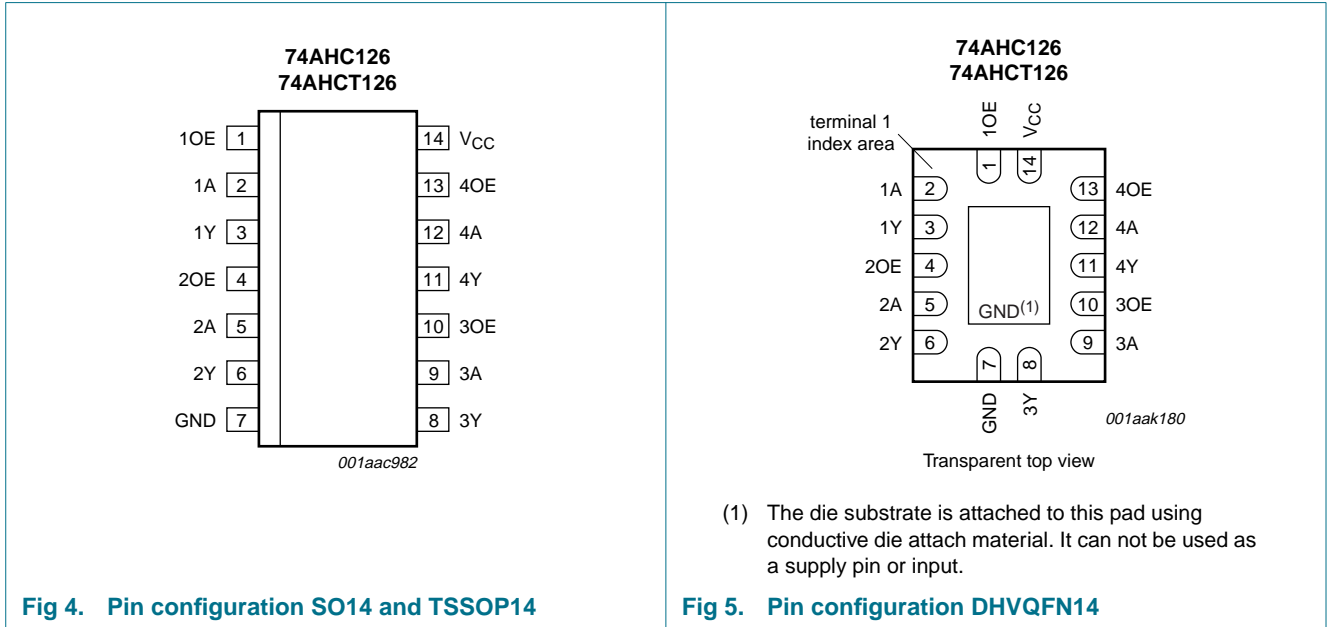 74AHC126
74AHCT126
1OE 1 14 VCC
1A 2 13 4OE
1Y 3 12 4A
2OE 4 11 4Y
2A 5 10 3OE
2Y 6 9 3A
GND 7 8 3Y
001aac982
Fig 4. Pin configuration SO14 and TSSOP14
74AHC126
74AHCT126
terminal 1
index area
1OE VCC
1 14
1A 2 13 4OE
1Y 3 12 4A
2OE 4 11 4Y
2A 5 10 3OE
2Y 6 9 3A
GND(1)
7 8
GND 3Y
001aak180
Transparent top view
(1) The die substrate is attached to this pad using
conductive die attach material. It can not be used as
a supply pin or input.
Fig 5. Pin configuration DHVQFN14